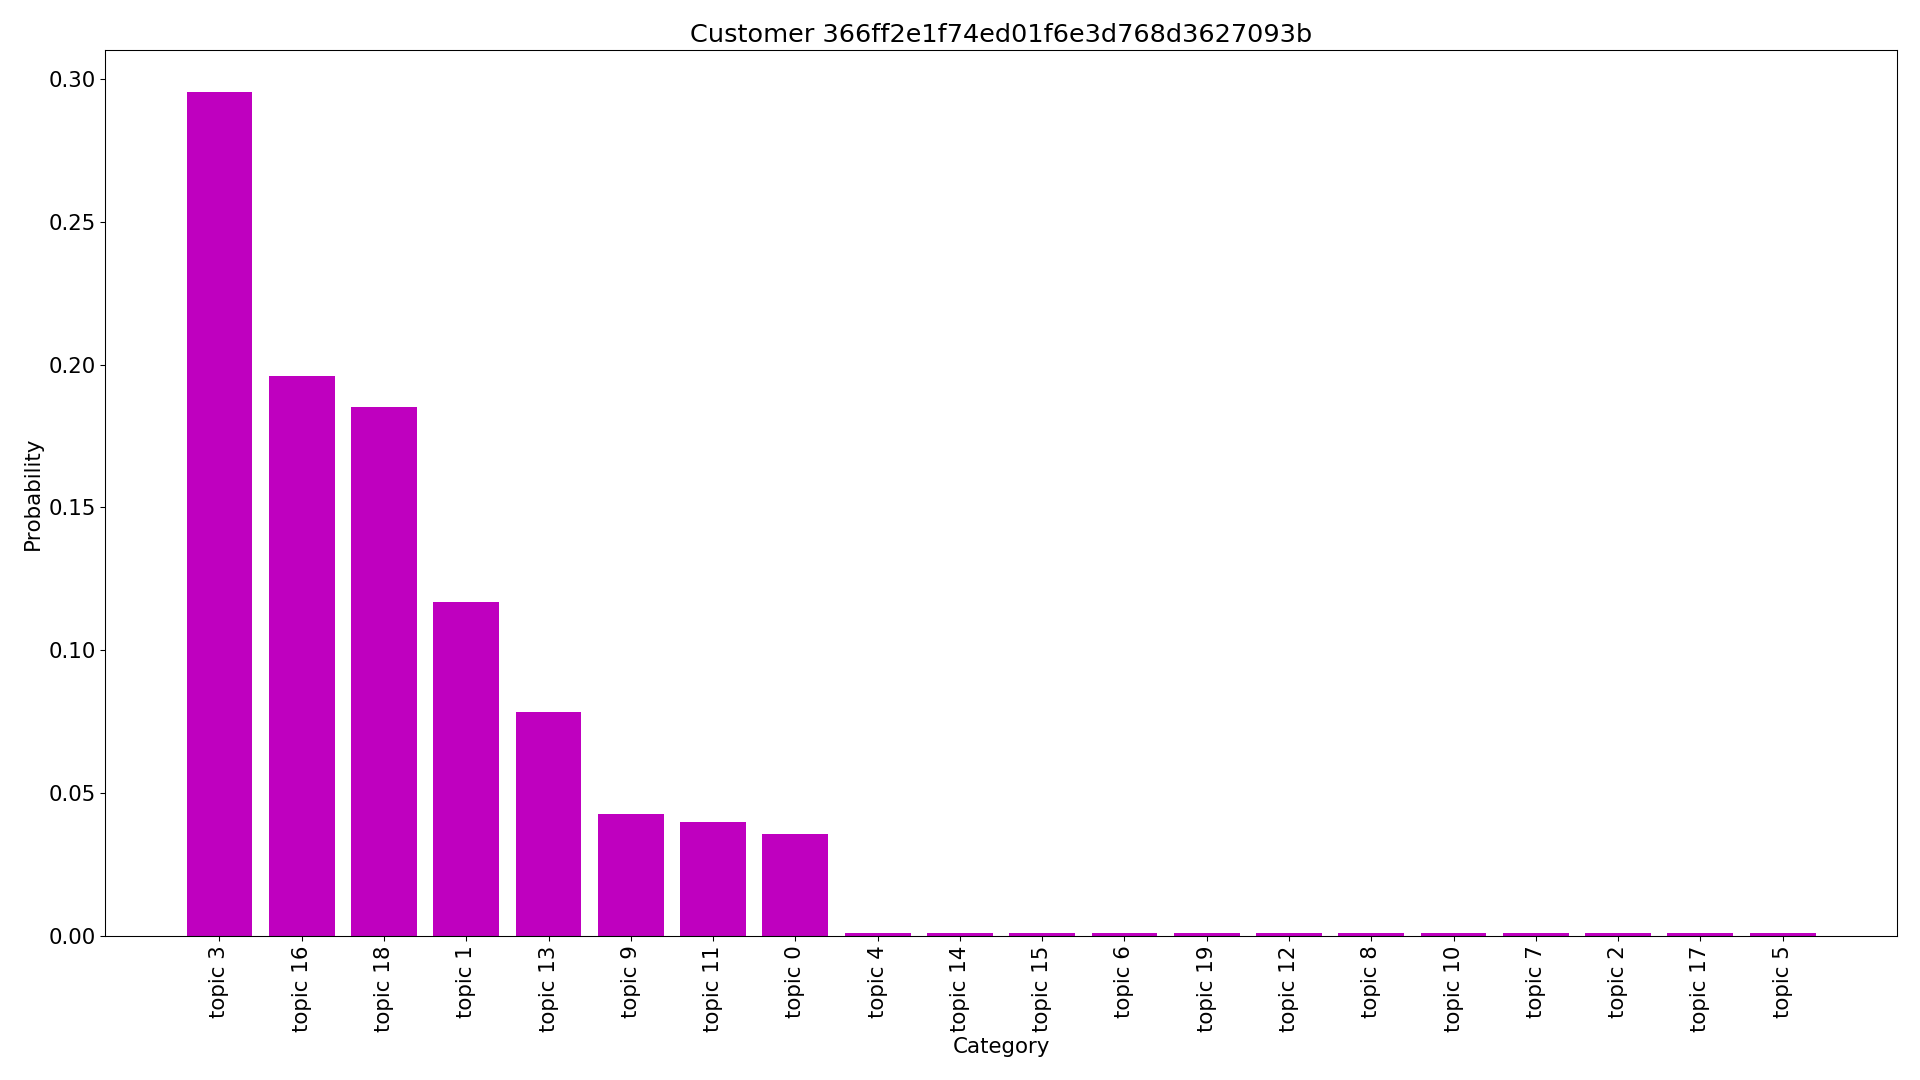 Customer 366ff2e1f74ed01f6e3d768d3627093b
Probability
0.30
0.25
0.20
0.15
0.10
0.05
0.00
topic 3
topic 16
topic 18
topic 1
topic 13
topic 9
topic 11
topic 0
topic 4
topic 14
topic 15
topic 6
topic 19
topic 12
topic 8
topic 10
topic 7
topic 2
topic 17
topic 5
Category